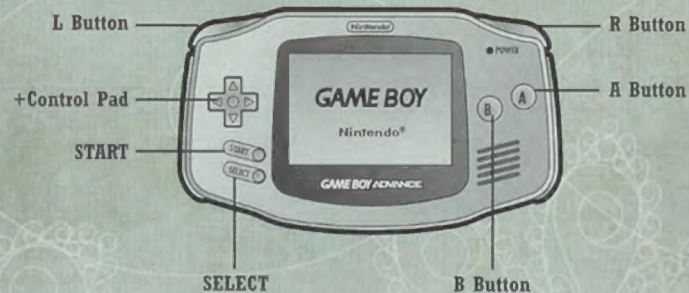 L Button
Nintendo
R Button
POWER
A Button
+Control Pad
GAME BOY
A
B
Nintendo®
START
START
SELECT
GAME BOY ADVANCE
SELECT
B Button